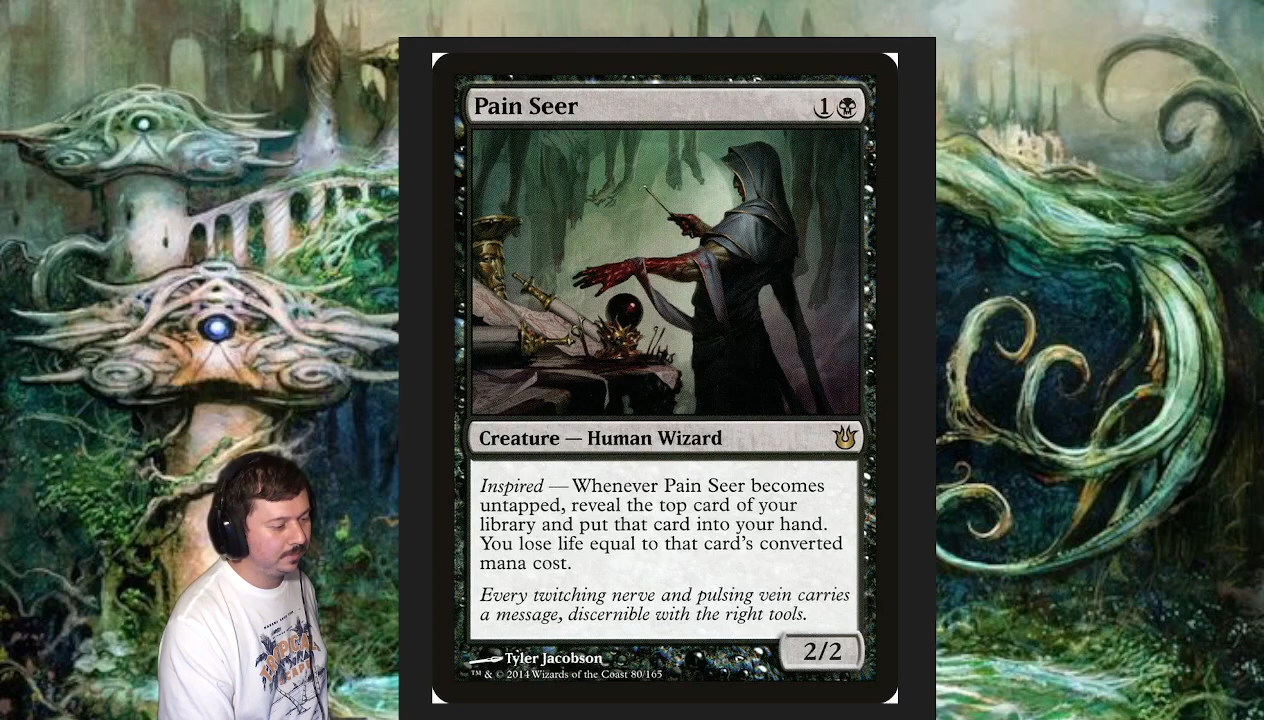 Pain Seer
1
Creature — Human Wizard
Inspired — Whenever Pain Seer becomes
untapped, reveal the top card of your
library and put that card into your hand.
You lose life equal to that card's converted
mana cost.
Every twitching nerve and pulsing vein carries
a message, discernible with the right tools.
2/2
Tyler Jacobson
™ & © 2014 Wizards of the Coast 80/165